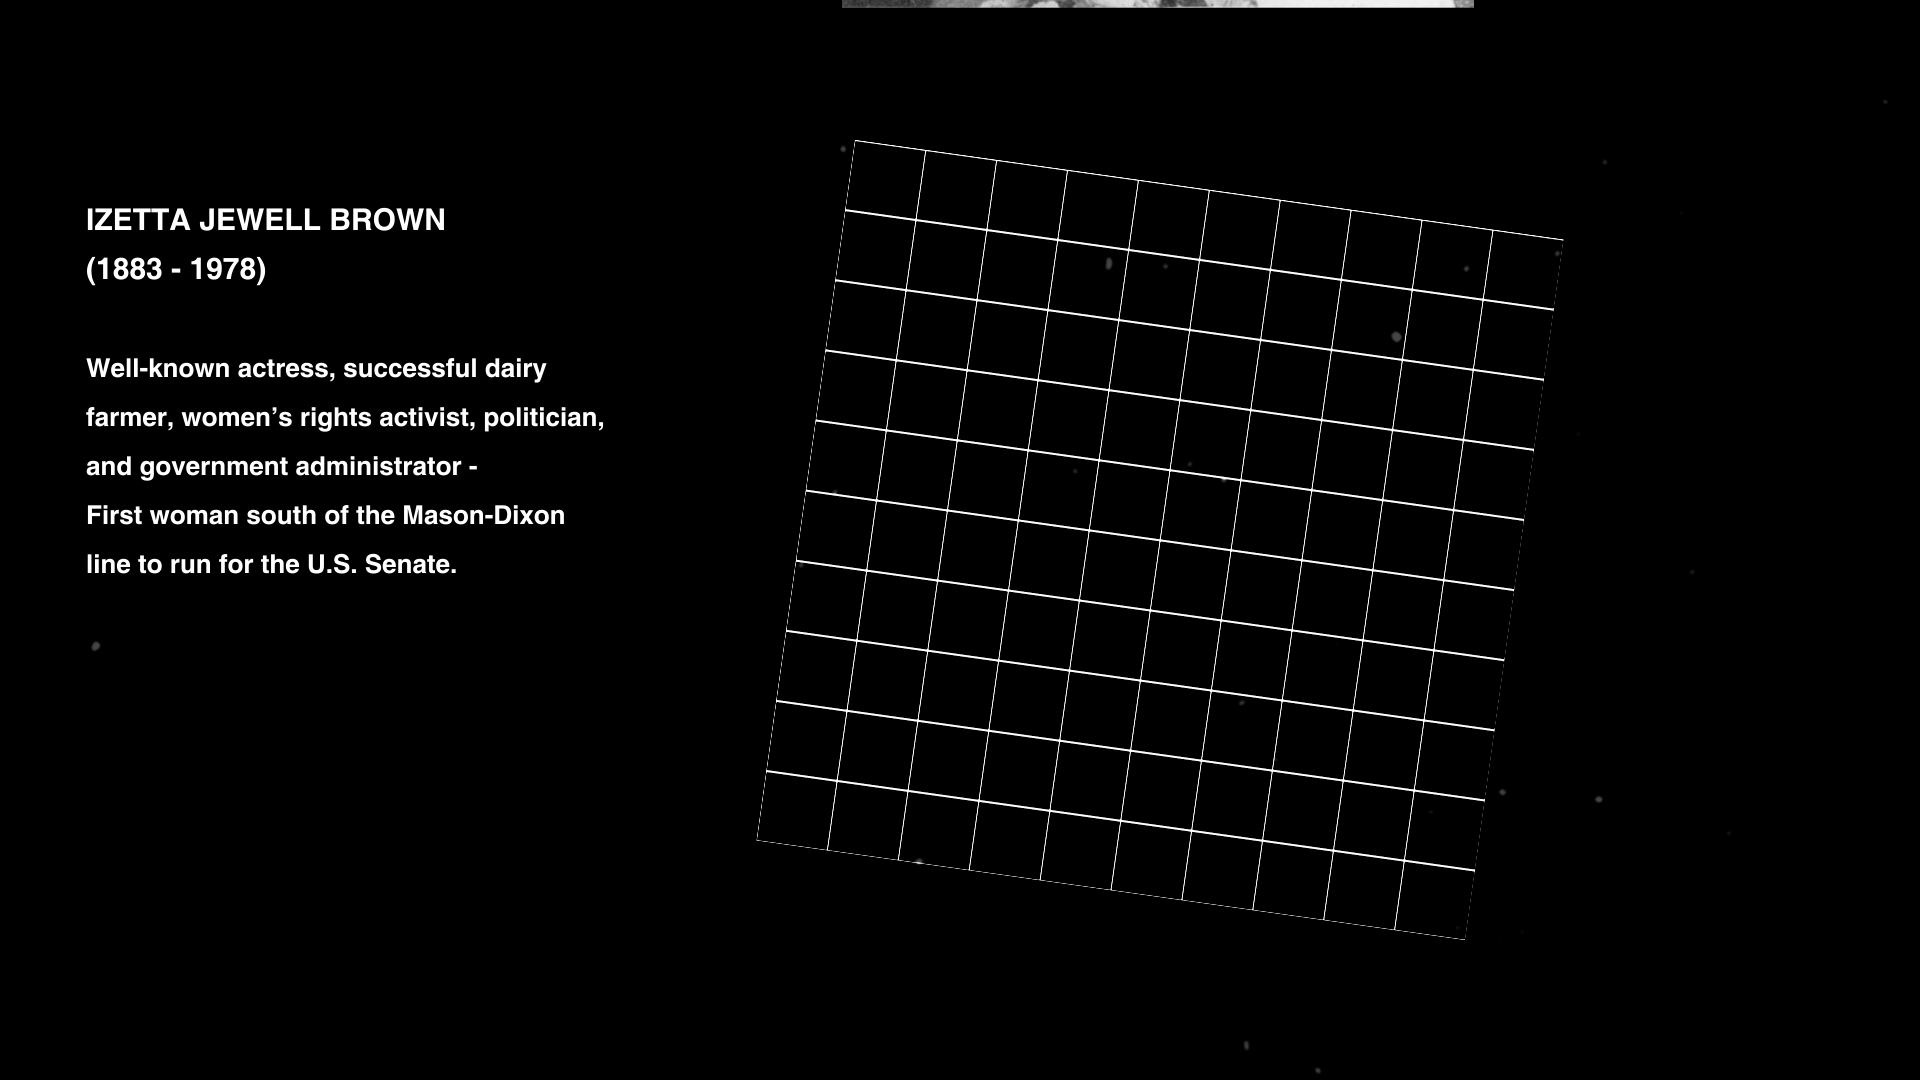 IZETTA JEWELL BROWN
(1883 - 1978)
Well-known actress, successful dairy
farmer, women’s rights activist, politician,
and government administrator -
First woman south of the Mason-Dixon
line to run for the U.S. Senate.